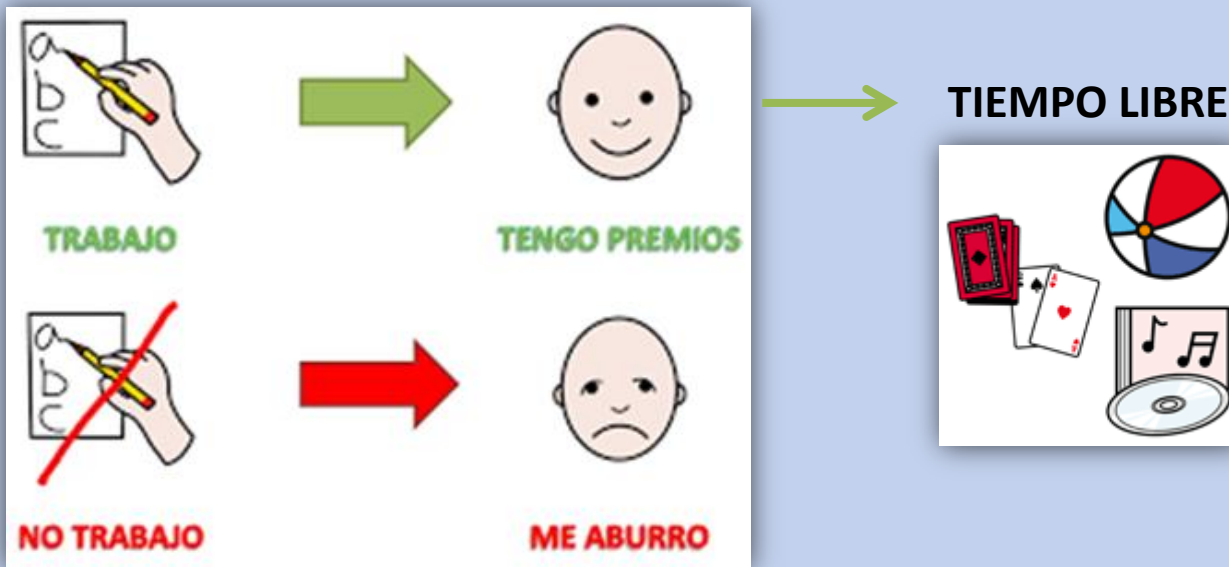 a
b
c
TRABAJO
TENGO PREMIOS
TIEMPO LIBRE
a
b
c
NO TRABAJO
ME ABURRO